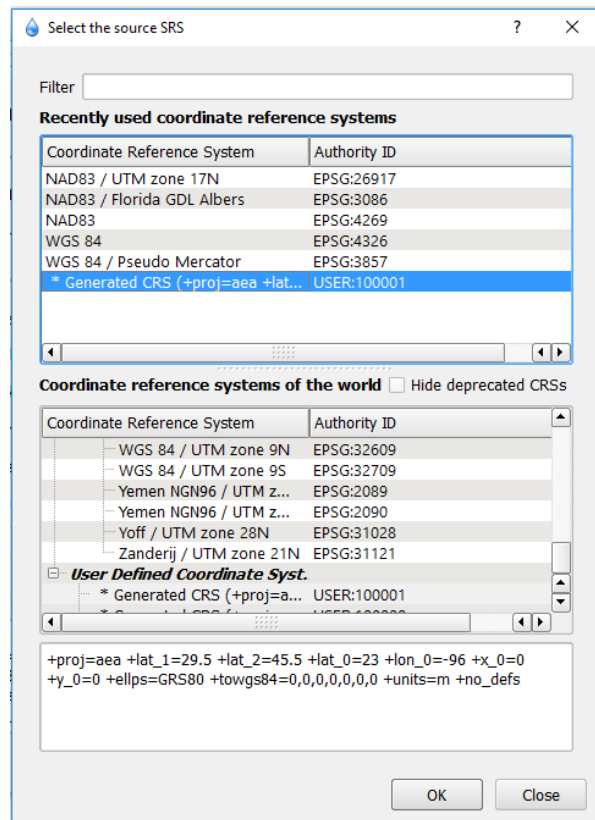 Select the source SRS ?
Filter
Recently used coordinate reference systems
Coordinate Reference System Authority ID
NAD83 / UTM zone 17N EPSG:26917
NAD83 / Florida GDL Albers EPSG:3086
NAD83 EPSG:4269
WGS 84 EPSG:4326
WGS 84 / Pseudo Mercator EPSG:3857
* Generated CRS (+proj=aea +lat... USER:100001
Coordinate reference systems of the world Hide deprecated CRSs
Coordinate Reference System Authority ID
WGS 84 / UTM zone 9N EPSG:32609
WGS 84 / UTM zone 9S EPSG:32709
Yemen NGN96 / UTM z... EPSG:2089
Yemen NGN96 / UTM z... EPSG:2090
Yoff / UTM zone 28N EPSG:31028
Zanderij / UTM zone 21N EPSG:31121
User Defined Coordinate Syst.
* Generated CRS (+proj=a... USER:100001
+proj=aea +lat_1=29.5 +lat_2=45.5 +lat_0=23 +lon_0=-96 +x_0=0
+y_0=0 +ellps=GRS80 +towgs84=0,0,0,0,0,0,0 +units=m +no_defs
OK Close